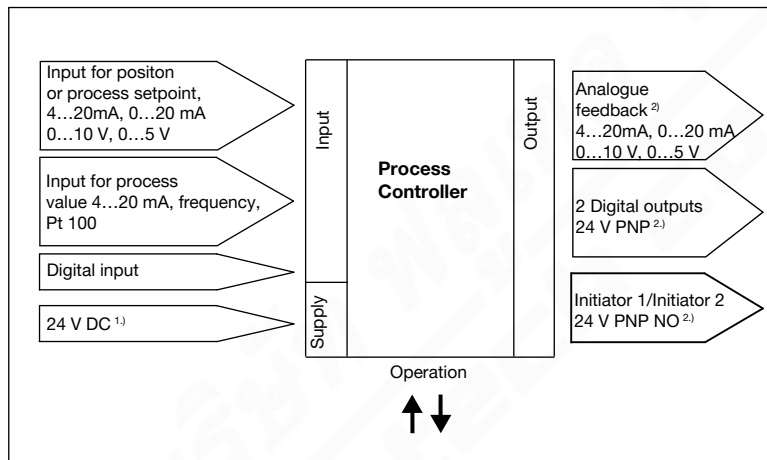 Input for positon
or process setpoint,
4…20mA, 0…20 mA
0…10 V, 0…5 V
Input for process
value 4…20 mA, frequency,
Pt 100
Digital input
24 V DC 1.)
Input
Supply
Process
Controller
Output
Analogue
feedback 2)
4…20mA, 0…20 mA
0…10 V, 0…5 V
2 Digital outputs
24 V PNP 2.)
Initiator 1/Initiator 2
24 V PNP NO 2.)
Operation